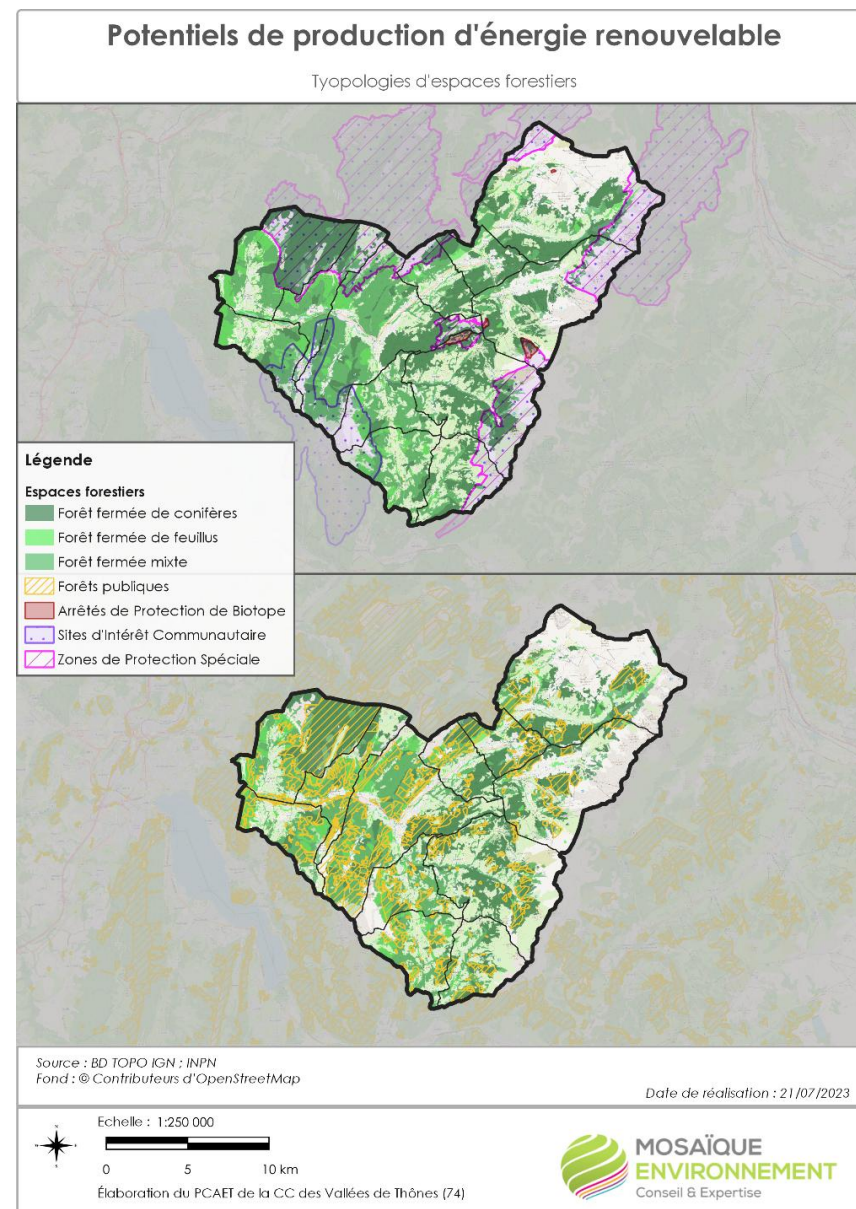 Potentiels de production d'énergie renouvelable
Tyopologies d'espaces forestiers
Légende
Espaces forestiers
Forêt fermée de conifères
Forêt fermée de feuillus
Forêt fermée mixte
Forêts publiques
Arrêtés de Protection de Biotope
Sites d'Intérêt Communautaire
Zones de Protection Spéciale
Source : BD TOPO IGN ; INPN
Fond : © Contributeurs d'OpenStreetMap
Date de réalisation : 21/07/2023
Echelle : 1:250 000
0 5 10 km
Élaboration du PCAET de la CC des Vallées de Thônes (74)
MOSAÏQUE
ENVIRONNEMENT
Conseil & Expertise